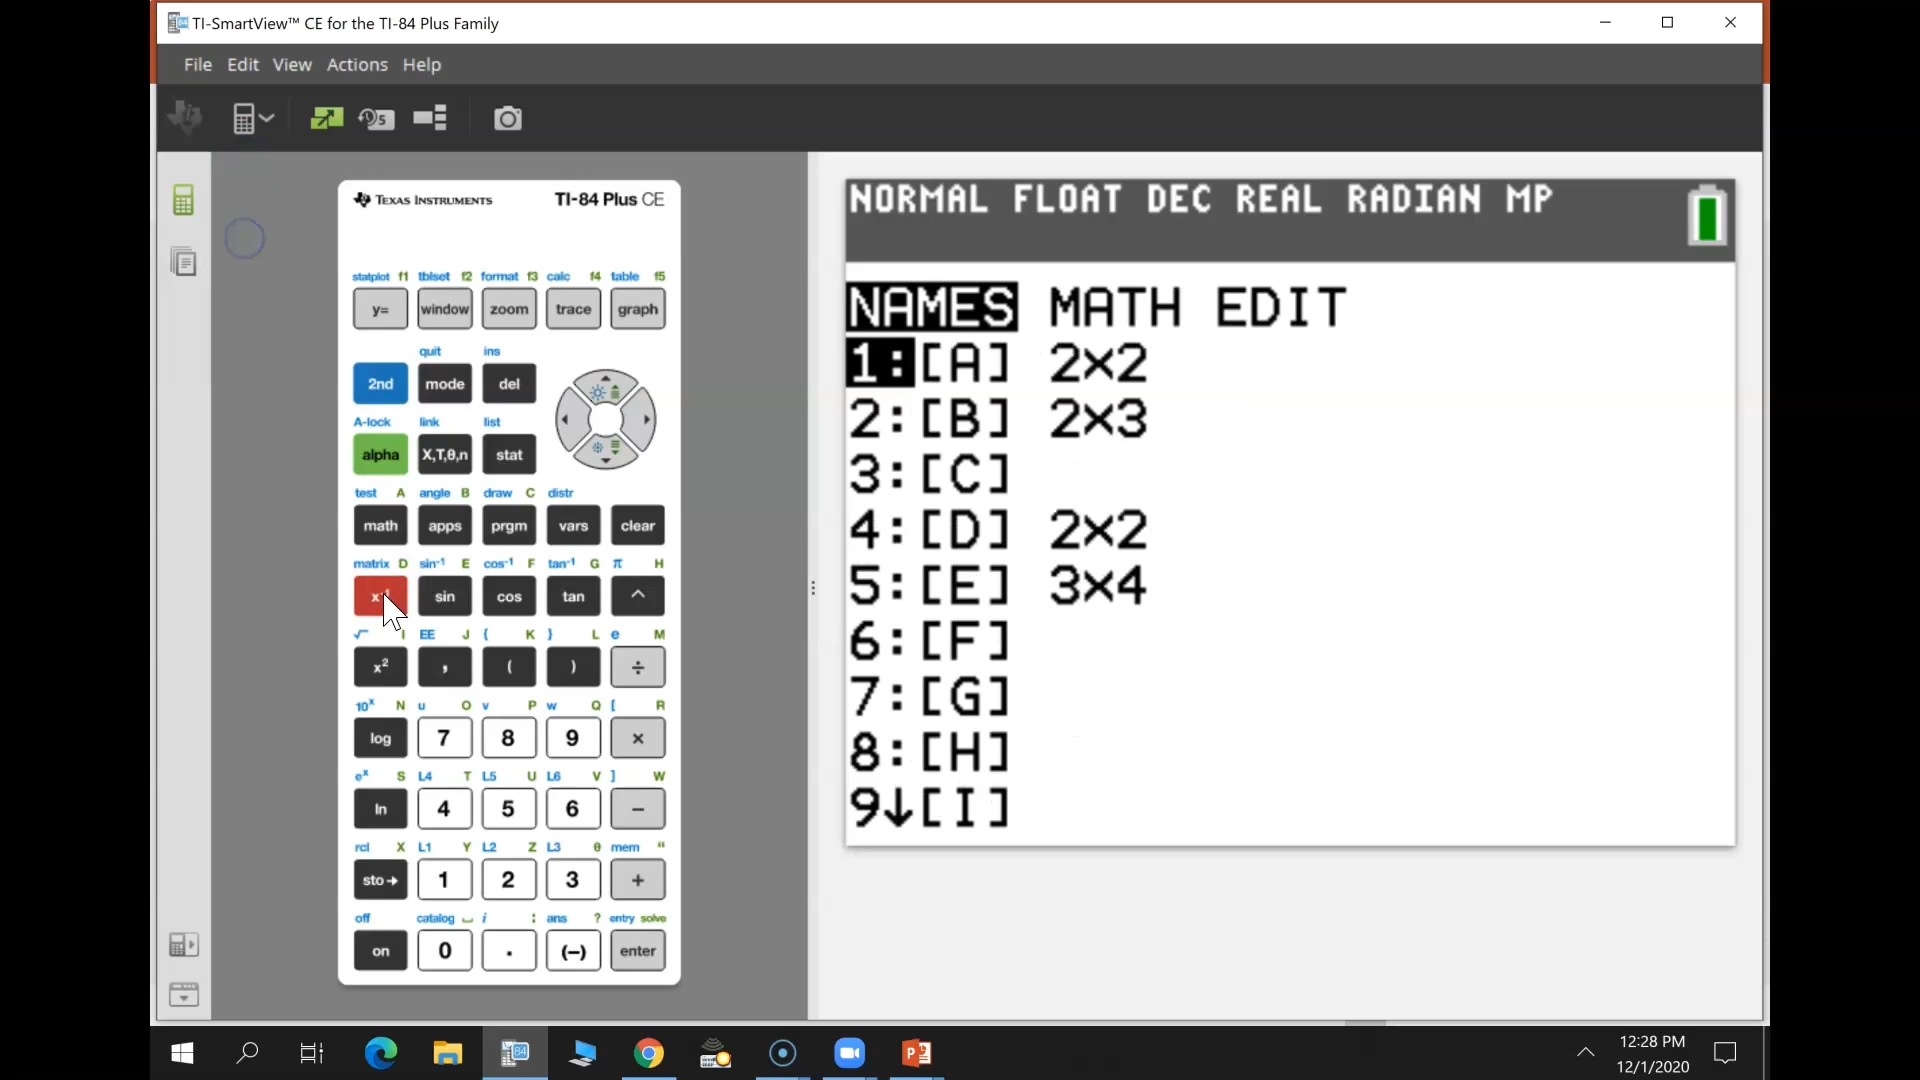 TI-SmartView™ CE for the TI-84 Plus Family
File Edit View Actions Help
5
TEXAS INSTRUMENTS TI-84 Plus CE
statplot f1 tblset f2 format f3 calc f4 table f5
y= window zoom trace graph
quit ins
2nd mode del
A-lock link list
alpha X,T,θ,n stat
test A angle B draw C distr
math apps prgm vars clear
matrix D sin⁻¹ E cos⁻¹ F tan⁻¹ G π H
sin cos tan ^
√ I EE J { K } L e M
x² , ( ) ÷
10ˣ N u O v P w Q [ R
log 7 8 9 ×
eˣ S L4 T L5 U L6 V ] W
ln 4 5 6 −
rcl X L1 Y L2 Z L3 θ mem “
sto→ 1 2 3 +
off catalog ⎵ i : ans ? entry solve
on 0 . (−) enter
NORMAL FLOAT DEC REAL RADIAN MP
NAMES MATH EDIT
1:[A] 2×2
2:[B] 2×3
3:[C]
4:[D] 2×2
5:[E] 3×4
6:[F]
7:[G]
8:[H]
9↓[I]
84
12:28 PM
12/1/2020